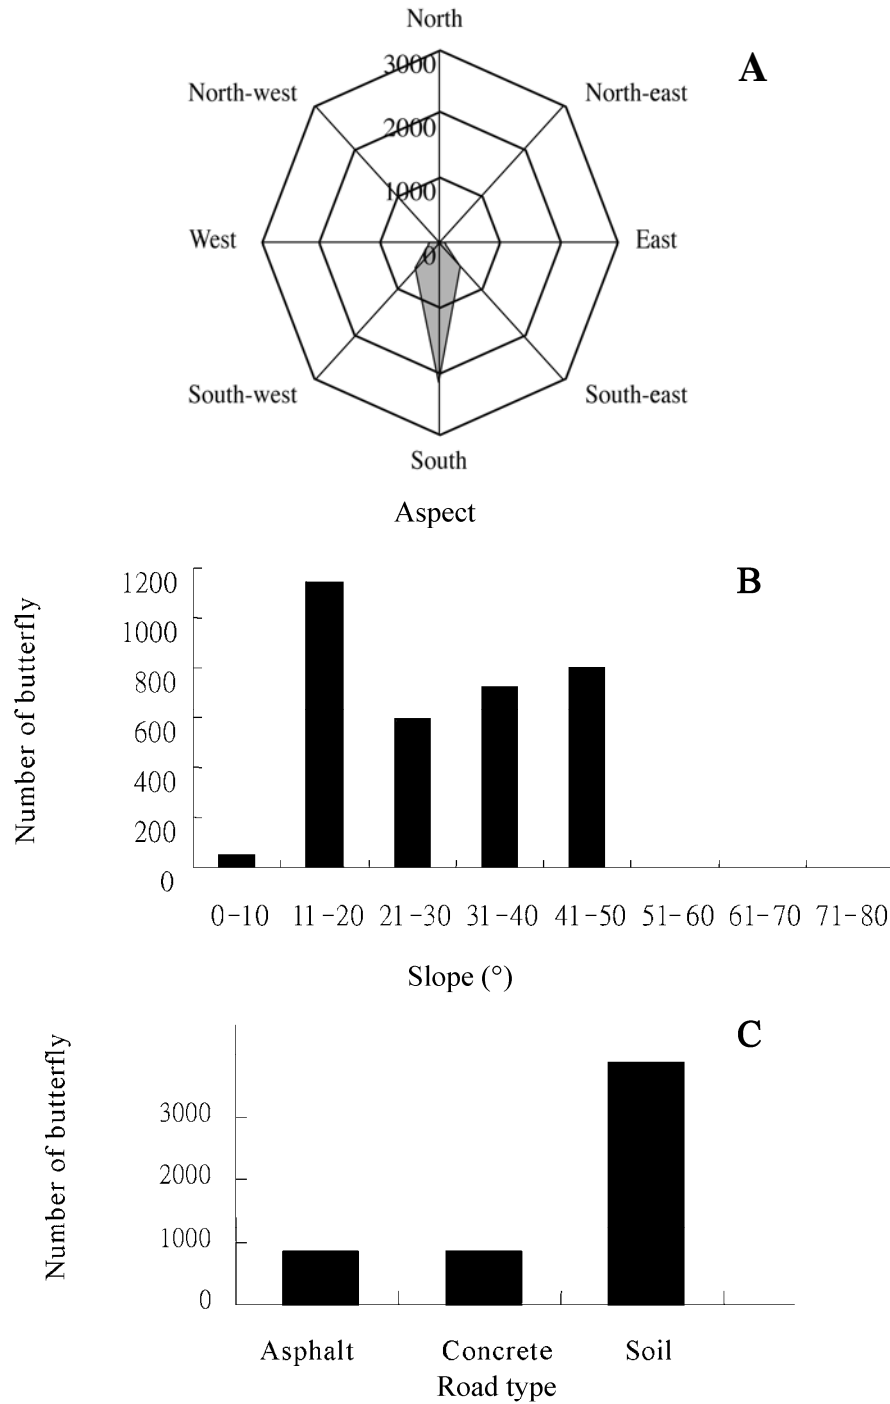 North
A
3000
North-west
North-east
2000
1000
West
East
0
South-west
South-east
South
Aspect
B
Number of butterfly
1200
1000
800
600
400
200
0
0-10 11-20 21-30 31-40 41-50 51-60 61-70 71-80
Slope (°)
C
Number of butterfly
3000
2000
1000
0
Asphalt Concrete Soil
Road type